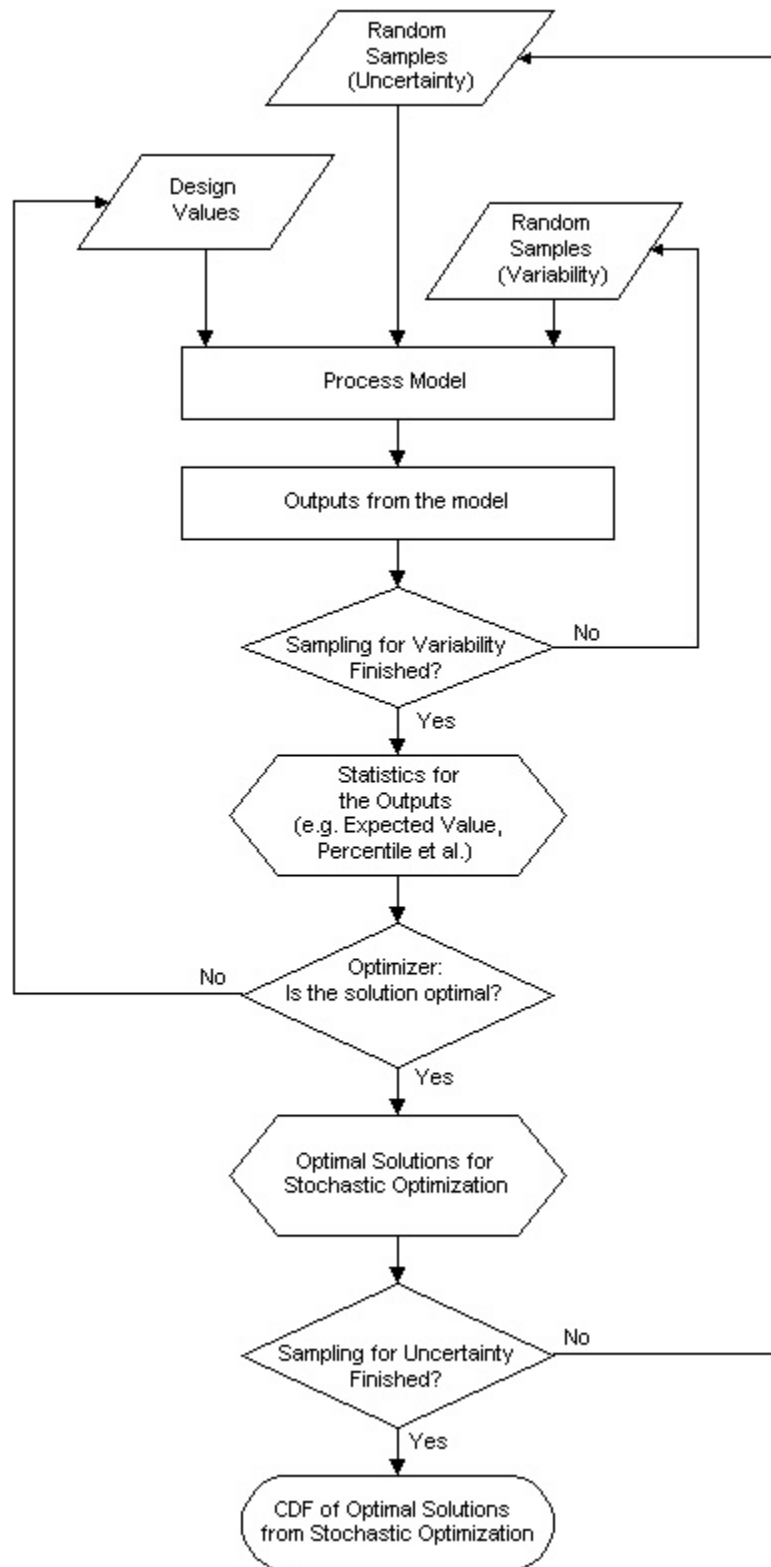 Random
Samples
(Uncertainty)
Design
Values
Random
Samples
(Variability)
Process Model
Outputs from the model
Sampling for Variability
Finished?
No
Yes
Statistics for
the Outputs
(e.g. Expected Value,
Percentile et al.)
No
Optimizer:
Is the solution optimal?
Yes
Optimal Solutions for
Stochastic Optimization
Sampling for Uncertainty
Finished?
No
Yes
CDF of Optimal Solutions
from Stochastic Optimization